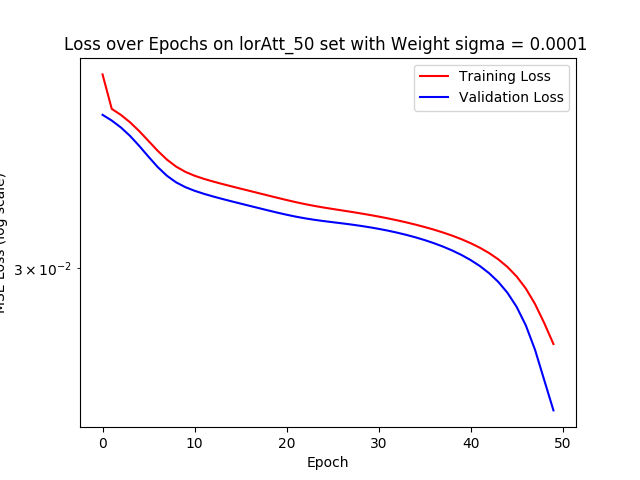 Loss over Epochs on lorAtt_50 set with Weight sigma = 0.0001
Training Loss
Validation Loss
MSE Loss (log scale)
3 × 10⁻²
0 10 20 30 40 50
Epoch